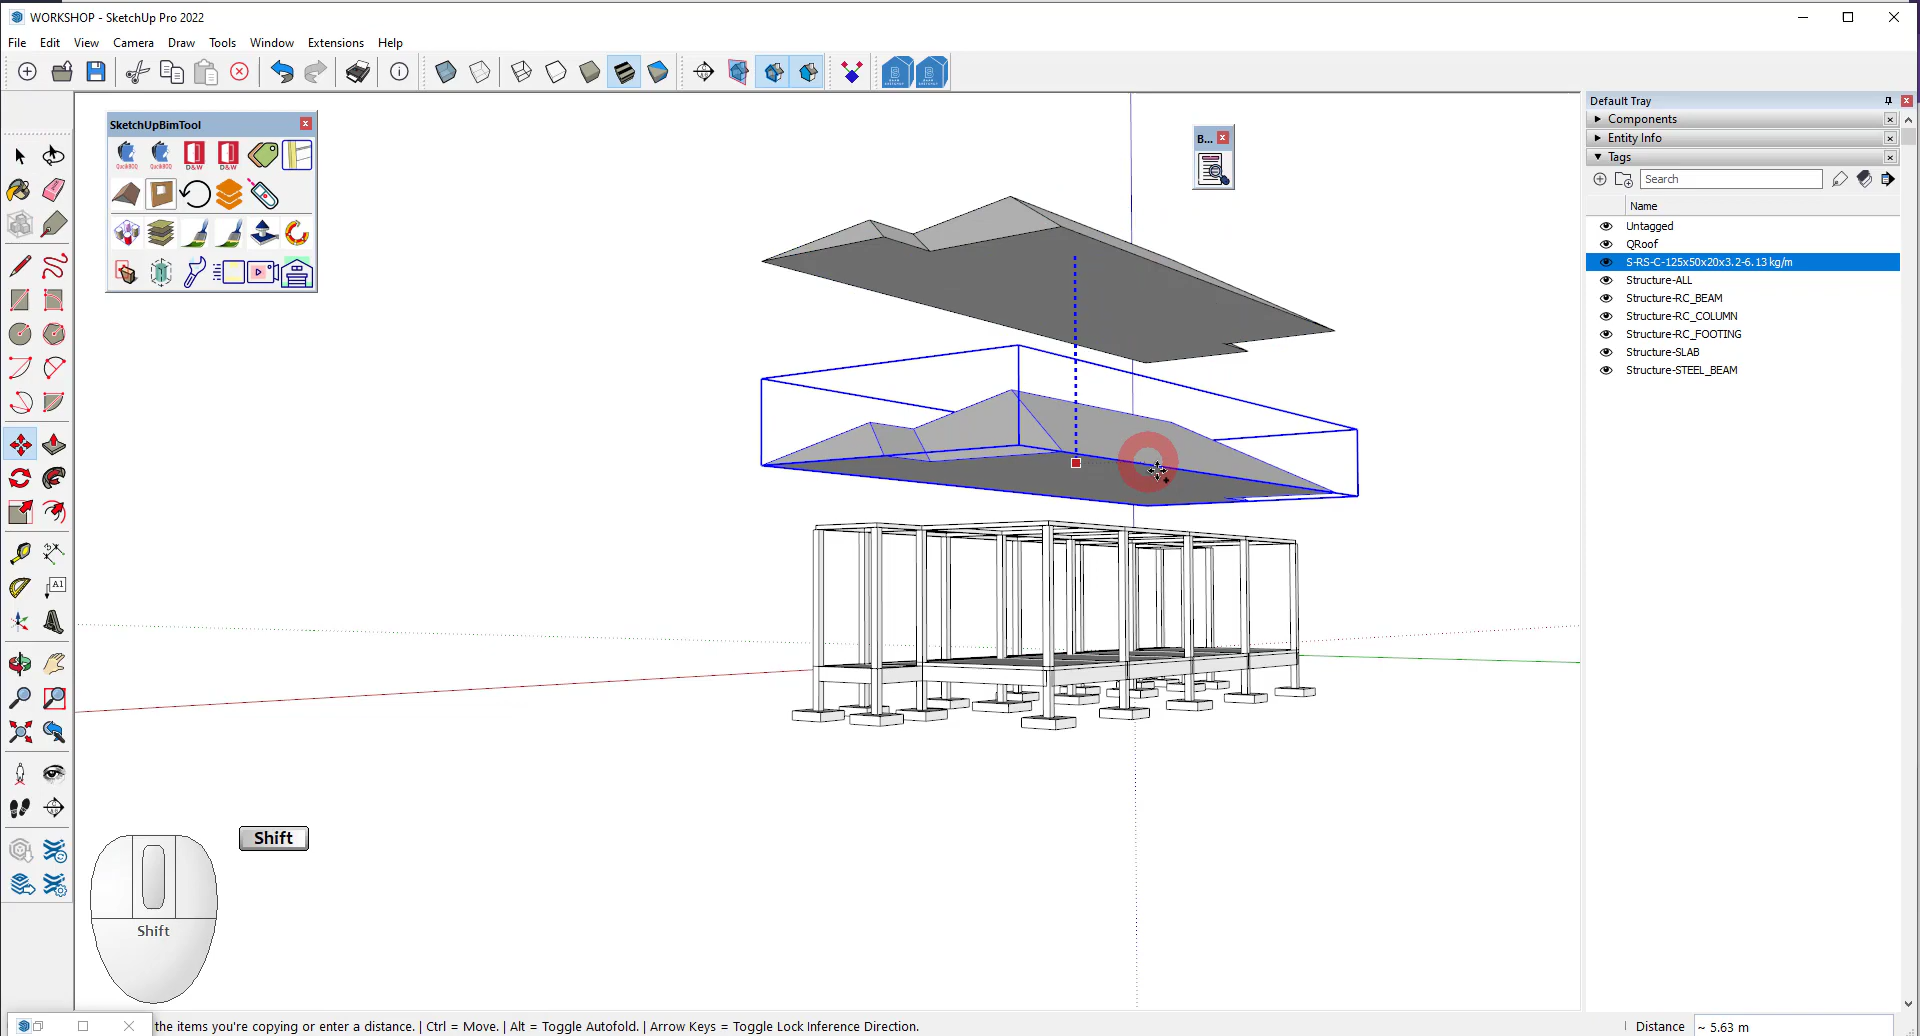 WORKSHOP - SketchUp Pro 2022
File Edit View Camera Draw Tools Window Extensions Help
SketchUpBimTool
QuickBOQ QuickBOQ D&W D&W
B...
Default Tray
Components
Entity Info
Tags
Search
Name
Untagged
QRoof
S-RS-C-125x50x20x3.2-6.13 kg/m
Structure-ALL
Structure-RC_BEAM
Structure-RC_COLUMN
Structure-RC_FOOTING
Structure-SLAB
Structure-STEEL_BEAM
A1
Shift
Shift
the items you're copying or enter a distance. | Ctrl = Move. | Alt = Toggle Autofold. | Arrow Keys = Toggle Lock Inference Direction.
Distance ~ 5.63 m